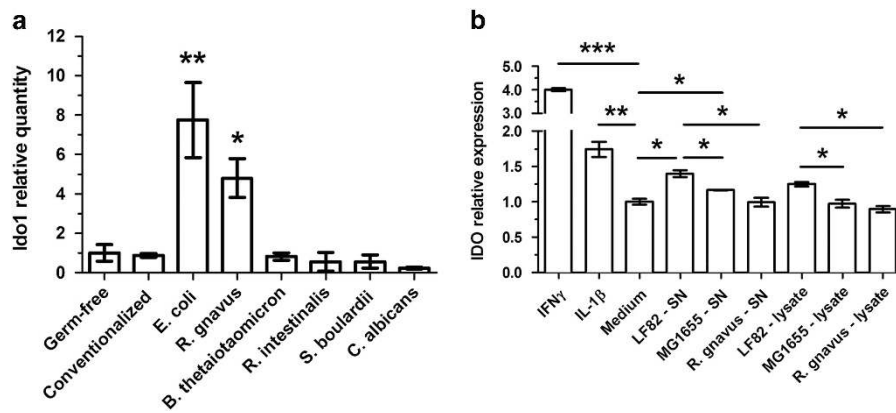 a
Ido1 relative quantity
12
10
8
6
4
2
0
**
*
Germ-free
Conventionalized
E. coli
R. gnavus
B. thetaiotaomicron
R. intestinalis
S. boulardii
C. albicans
b
IDO relative expression
5.0
4.0
3.0
2.0
1.5
1.0
0.5
0.0
***
*
**
*
*
*
*
*
IFNγ
IL-1β
Medium
LF82 - SN
MG1655 - SN
R. gnavus - SN
LF82 - lysate
MG1655 - lysate
R. gnavus - lysate